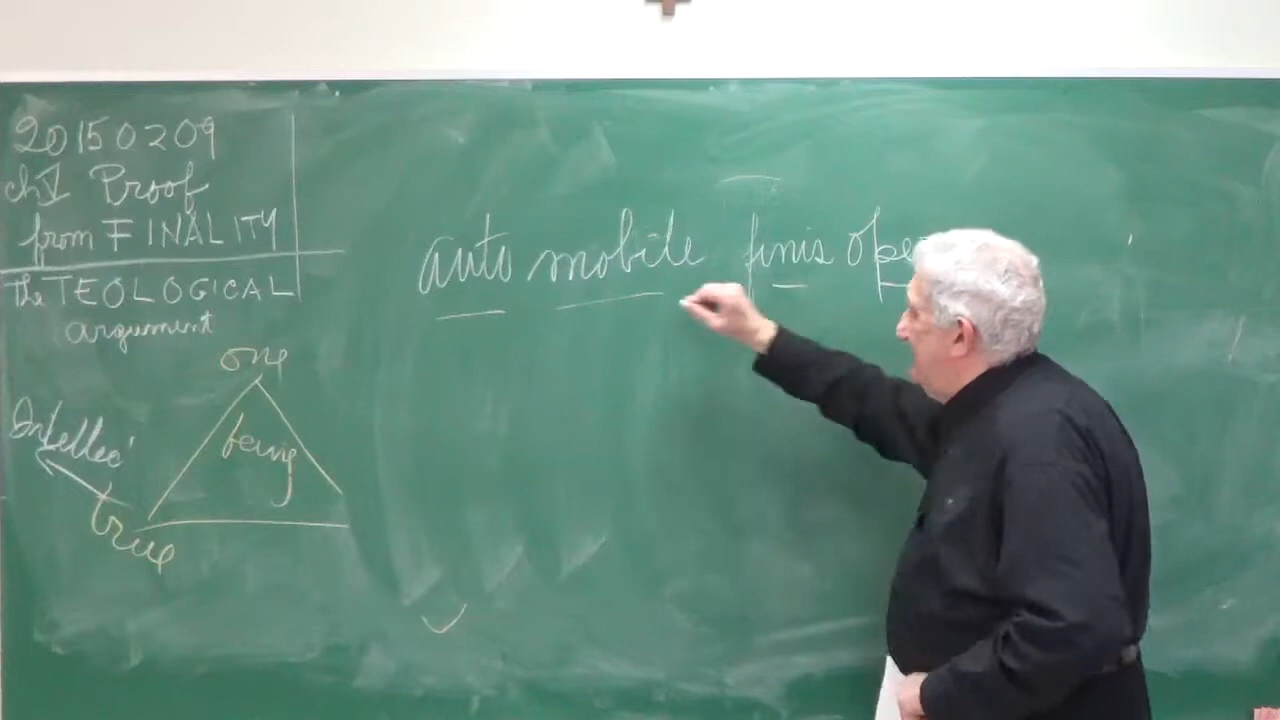 20150209
ch V Proof
from FINALITY
the TEOLOGICAL
argument
auto mobile finis ope
one
being
Intellec'
true